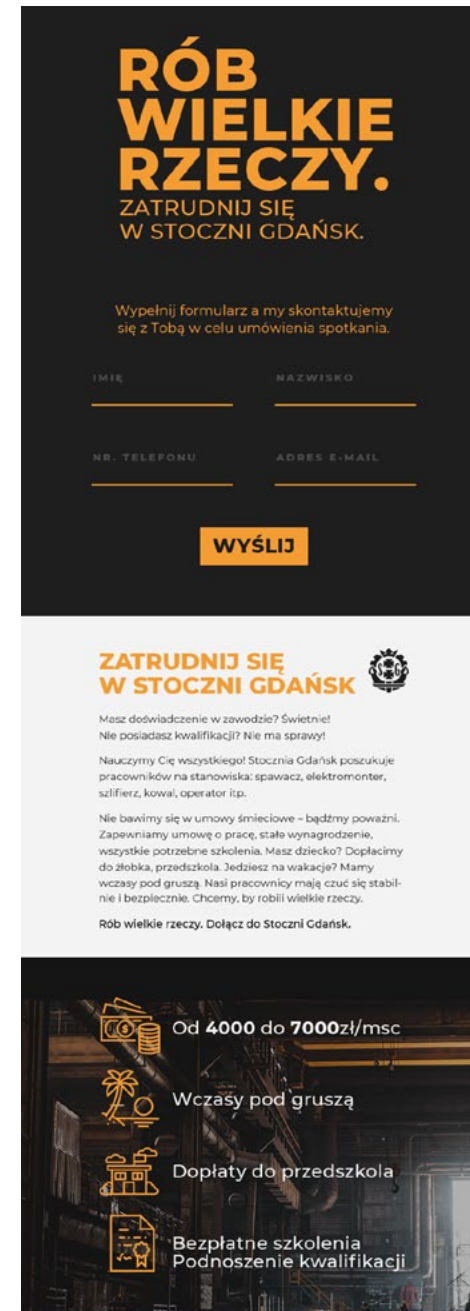 RÓB
WIELKIE
RZECZY.
ZATRUDNIJ SIĘ
W STOCZNI GDAŃSK.
Wypełnij formularz a my skontaktujemy
się z Tobą w celu umówienia spotkania.
IMIĘ NAZWISKO
NR. TELEFONU ADRES E-MAIL
WYŚLIJ
ZATRUDNIJ SIĘ
W STOCZNI GDAŃSK
S G
Masz doświadczenie w zawodzie? Świetnie!
Nie posiadasz kwalifikacji? Nie ma sprawy!
Nauczymy Cię wszystkiego! Stocznia Gdańsk poszukuje
pracowników na stanowiska: spawacz, elektromonter,
szlifierz, kowal, operator itp.
Nie bawimy się w umowy śmieciowe – bądźmy poważni.
Zapewniamy umowę o pracę, stałe wynagrodzenie,
wszystkie potrzebne szkolenia. Masz dziecko? Dopłacimy
do żłobka, przedszkola. Jedziesz na wakacje? Mamy
wczasy pod gruszą. Nasi pracownicy mają czuć się stabil-
nie i bezpiecznie. Chcemy, by robili wielkie rzeczy.
Rób wielkie rzeczy. Dołącz do Stoczni Gdańsk.
Od 4000 do 7000zł/msc
Wczasy pod gruszą
Dopłaty do przedszkola
Bezpłatne szkolenia
Podnoszenie kwalifikacji